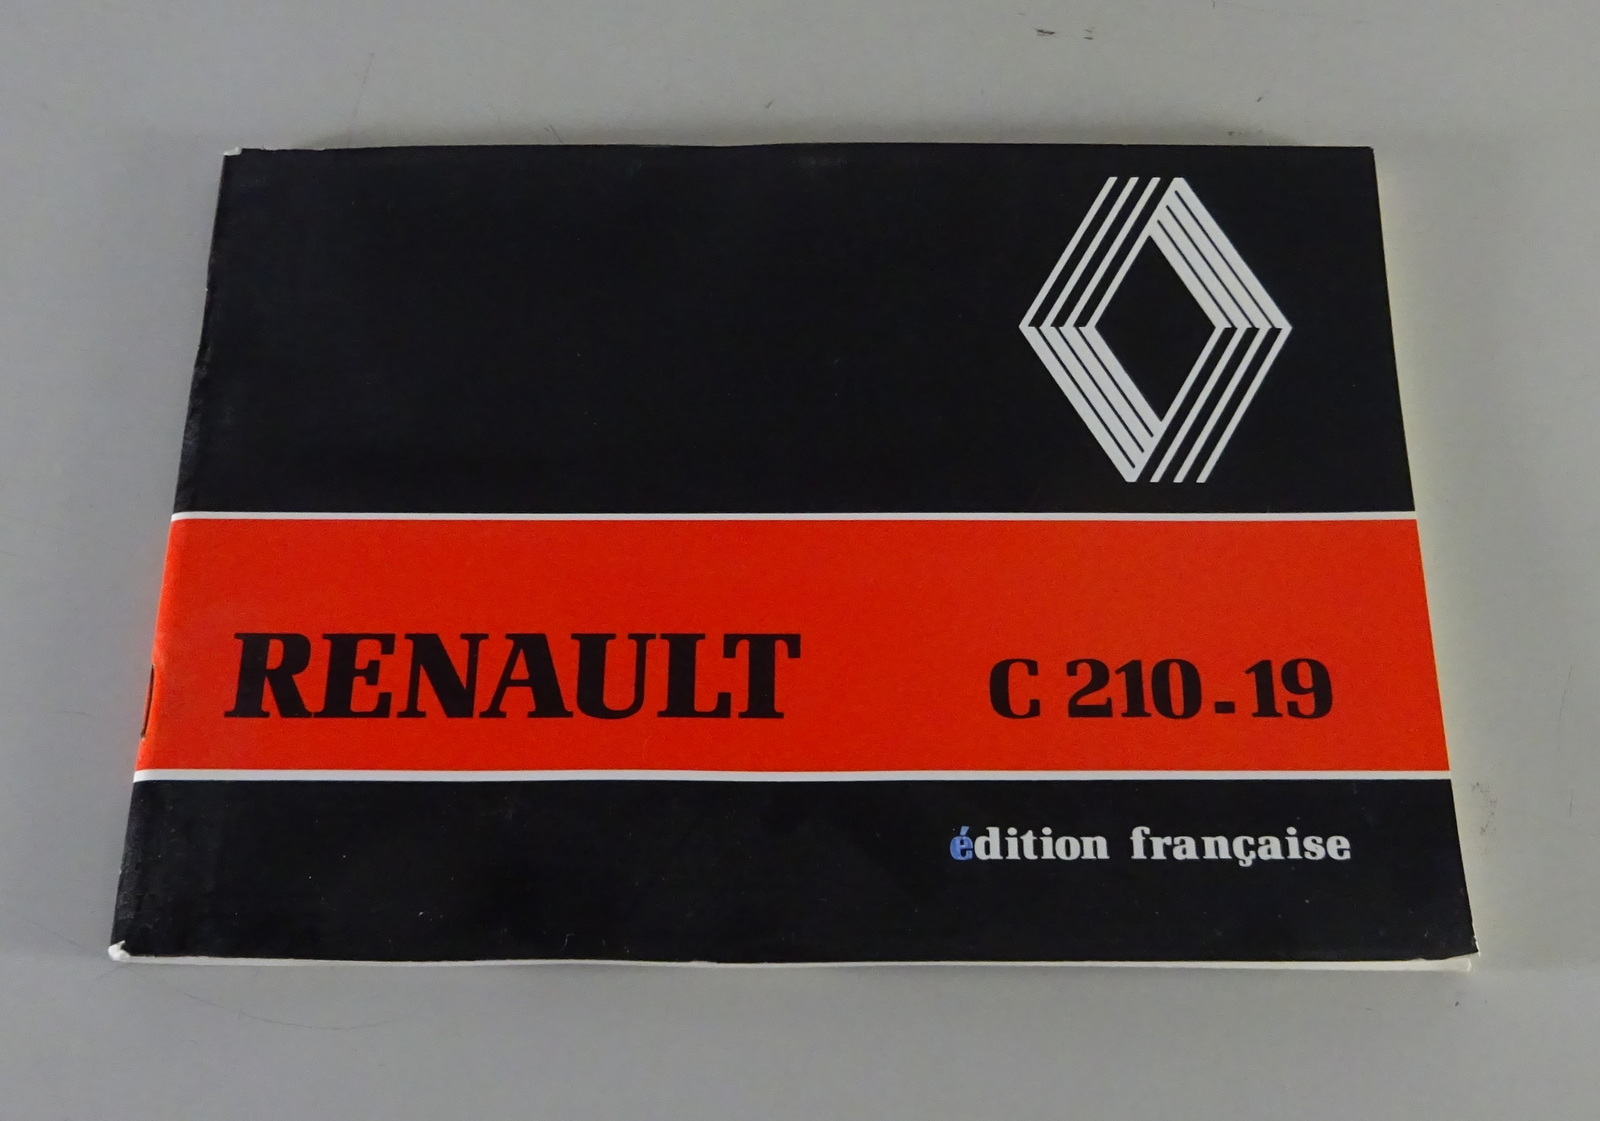 RENAULT C 210-19
édition française